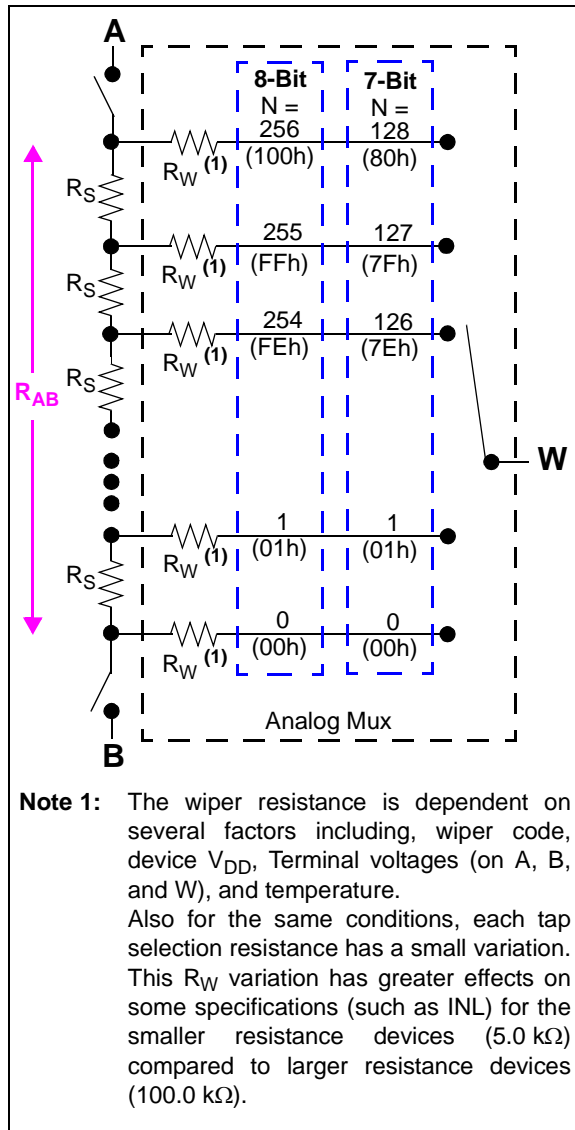 A
8-Bit 7-Bit
N = N =
256 128
(100h) (80h)
RW (1)
RS
255 127
(FFh) (7Fh)
RW (1)
RS
254 126
(FEh) (7Eh)
RW (1)
RS
RAB
W
1 1
(01h) (01h)
RW (1)
RS
0 0
(00h) (00h)
RW (1)
Analog Mux
B
Note 1: The wiper resistance is dependent on
several factors including, wiper code,
device VDD, Terminal voltages (on A, B,
and W), and temperature.
Also for the same conditions, each tap
selection resistance has a small variation.
This RW variation has greater effects on
some specifications (such as INL) for the
smaller resistance devices (5.0 kΩ)
compared to larger resistance devices
(100.0 kΩ).